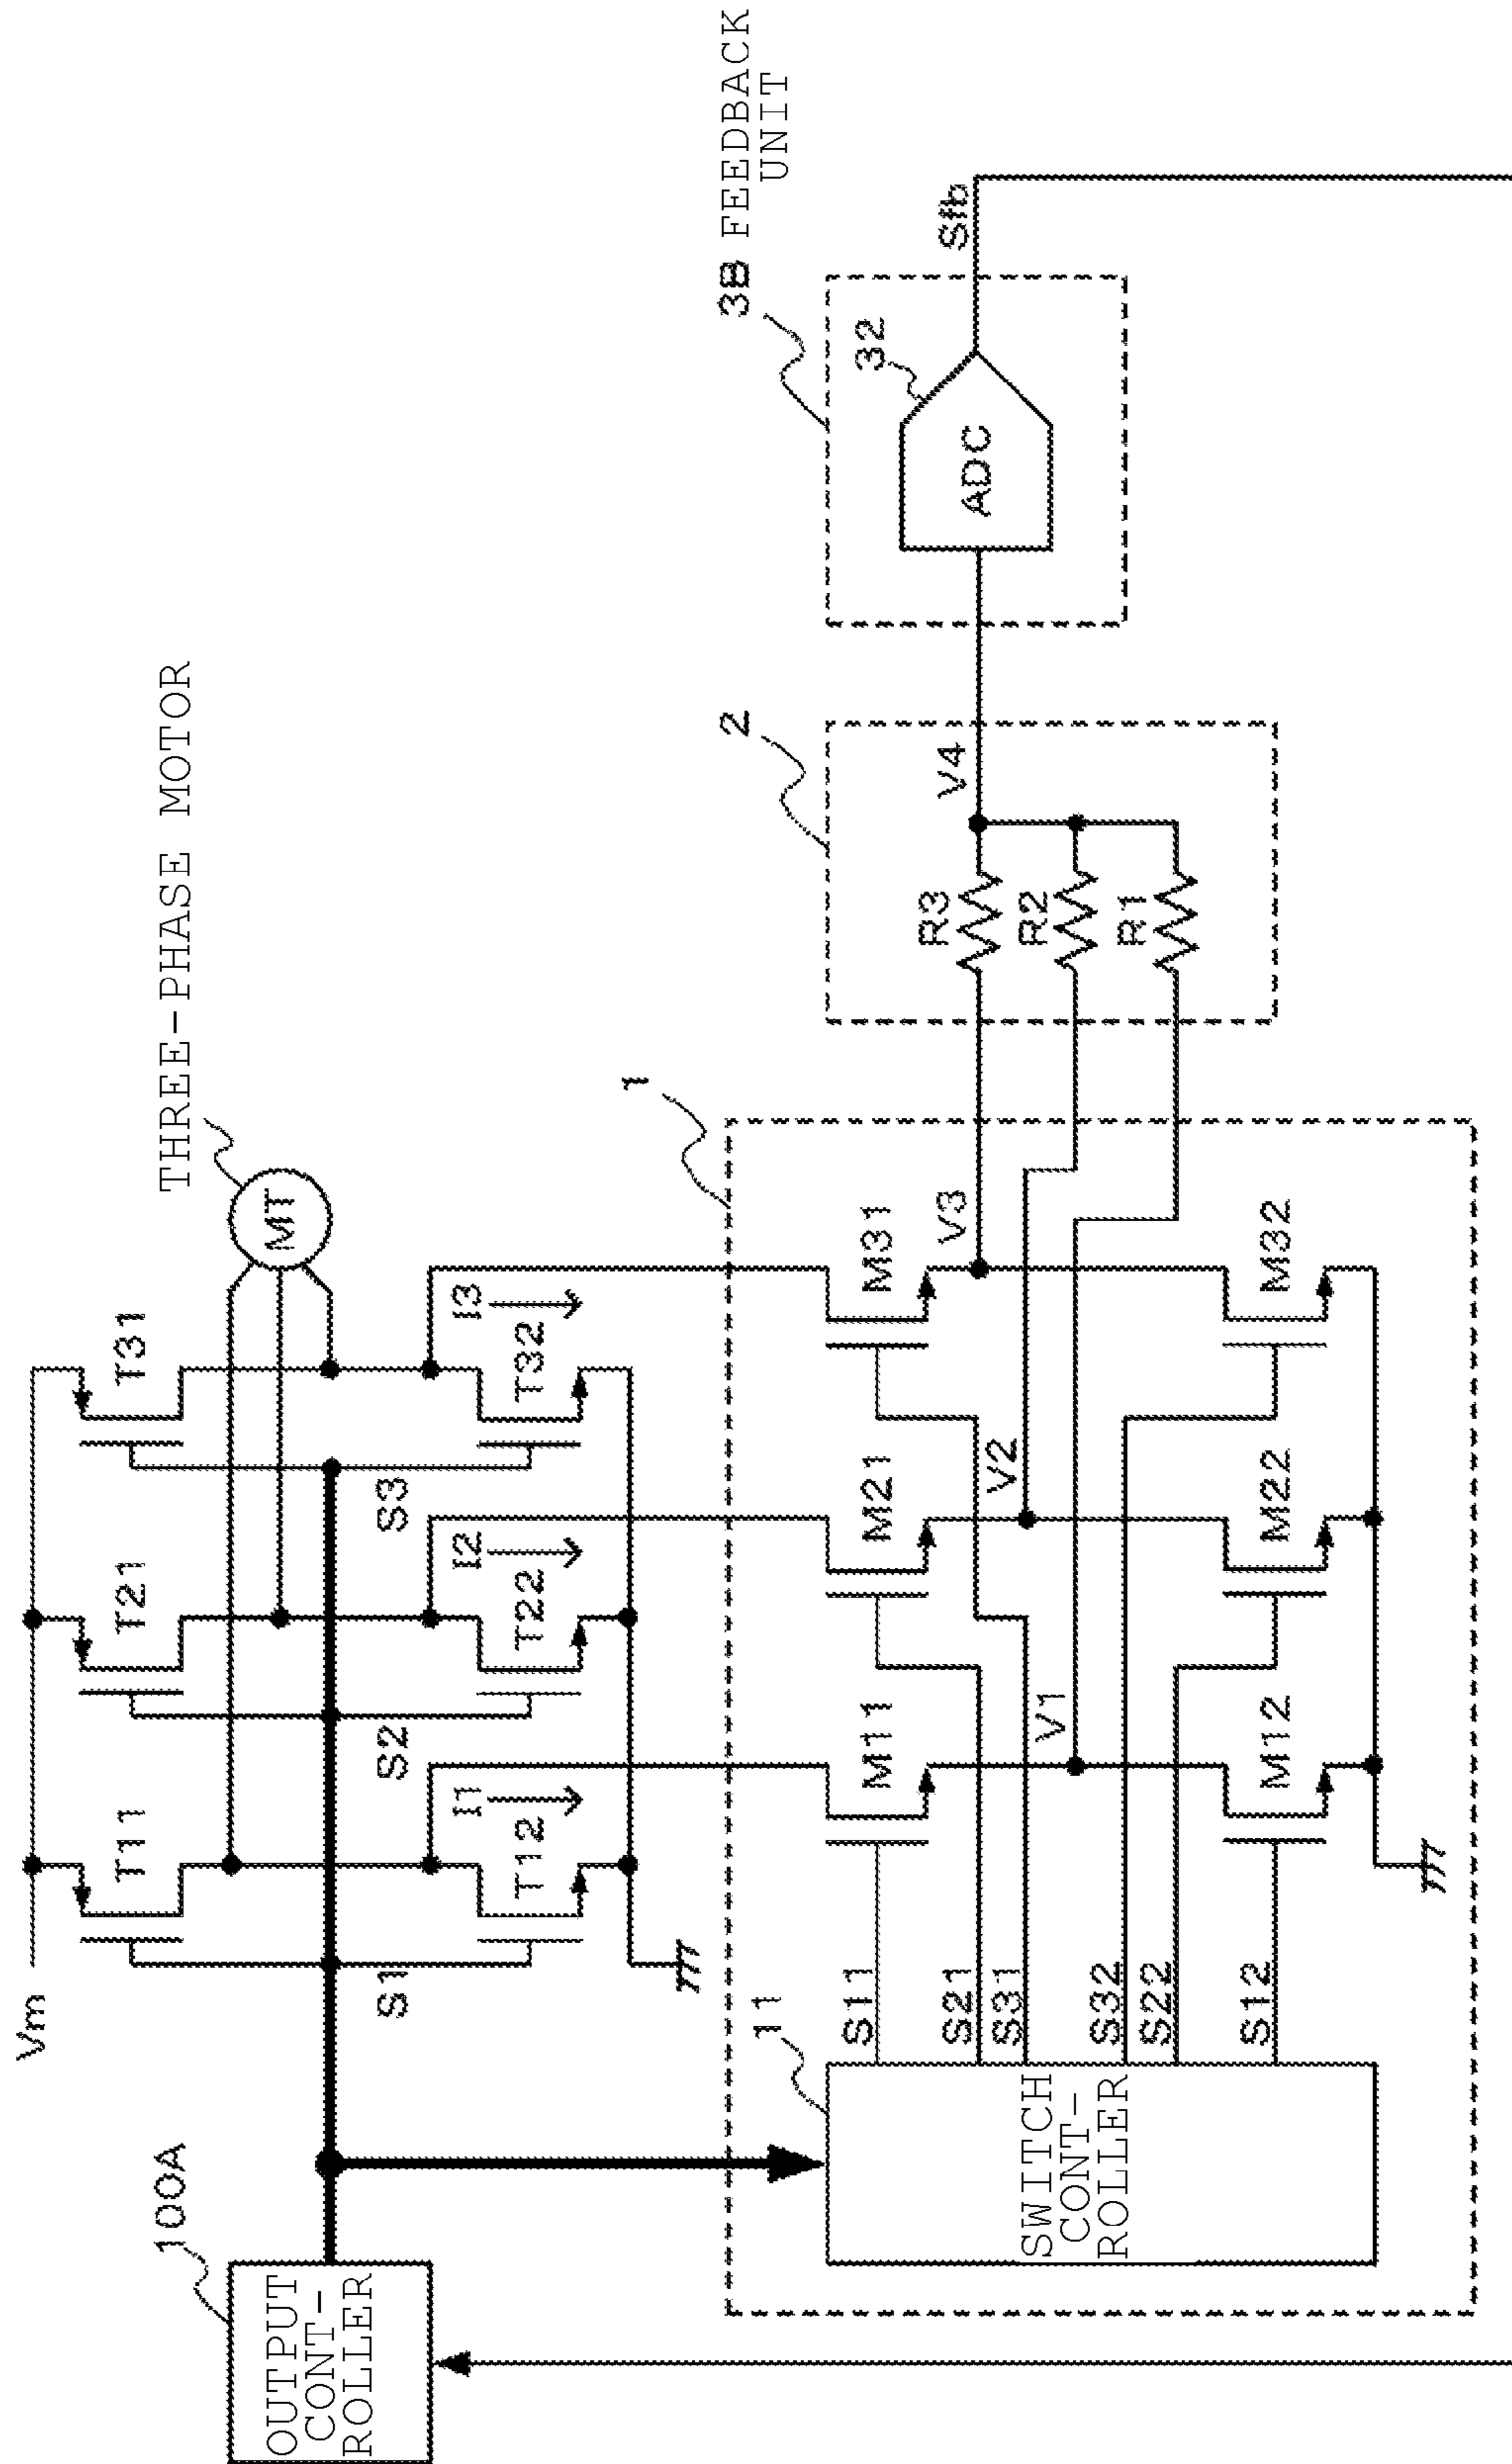 Vm
T11
T21
T31
THREE-PHASE MOTOR
MT
100A
OUTPUT
CONT-
ROLLER
S1
S2
S3
I1
I2
I3
T12
T22
T32
1
2
3B FEEDBACK
UNIT
11
SWITCH
CONT-
ROLLER
S11
S21
S31
S32
S22
S12
M11
M21
M31
V1
V2
V3
M12
M22
M32
R3
R2
R1
V4
32
ADC
Sfb